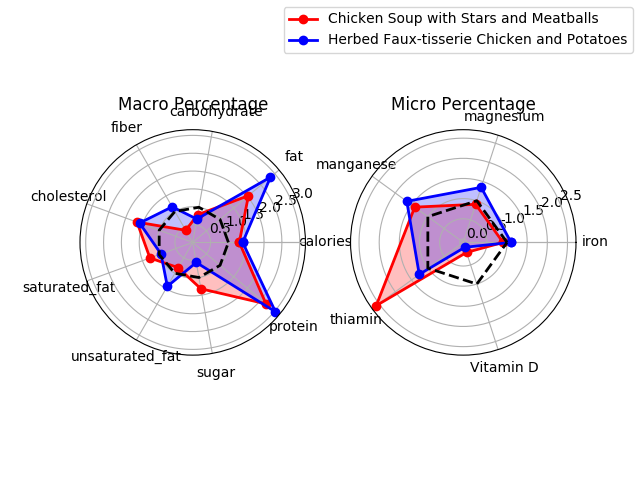 Chicken Soup with Stars and Meatballs
Herbed Faux-tisserie Chicken and Potatoes
Macro Percentage
Micro Percentage
carbohydrate
magnesium
fiber
fat
manganese
cholesterol
3.0
2.5
2.0
1.5
1.0
0.5
2.5
2.0
1.5
1.0
0.5
0.0
calories
iron
saturated_fat
thiamin
protein
unsaturated_fat
sugar
Vitamin D